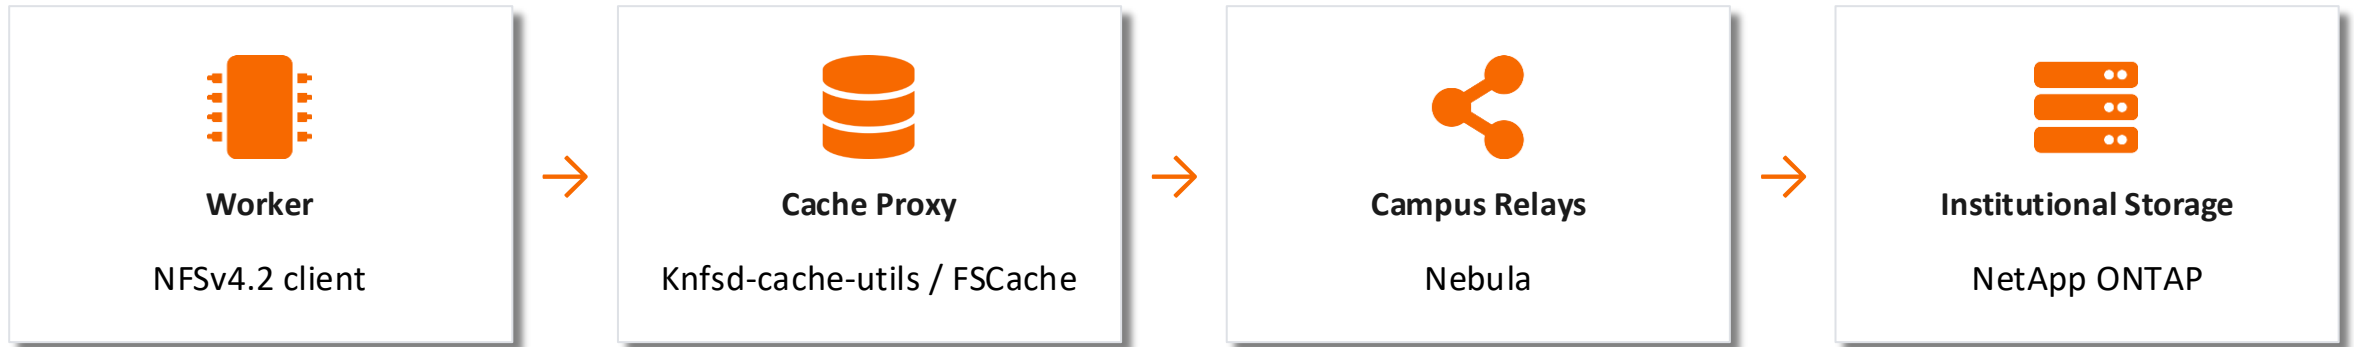 Worker
NFSv4.2 client
Cache Proxy
Knfsd-cache-utils / FSCache
Campus Relays
Nebula
Institutional Storage
NetApp ONTAP